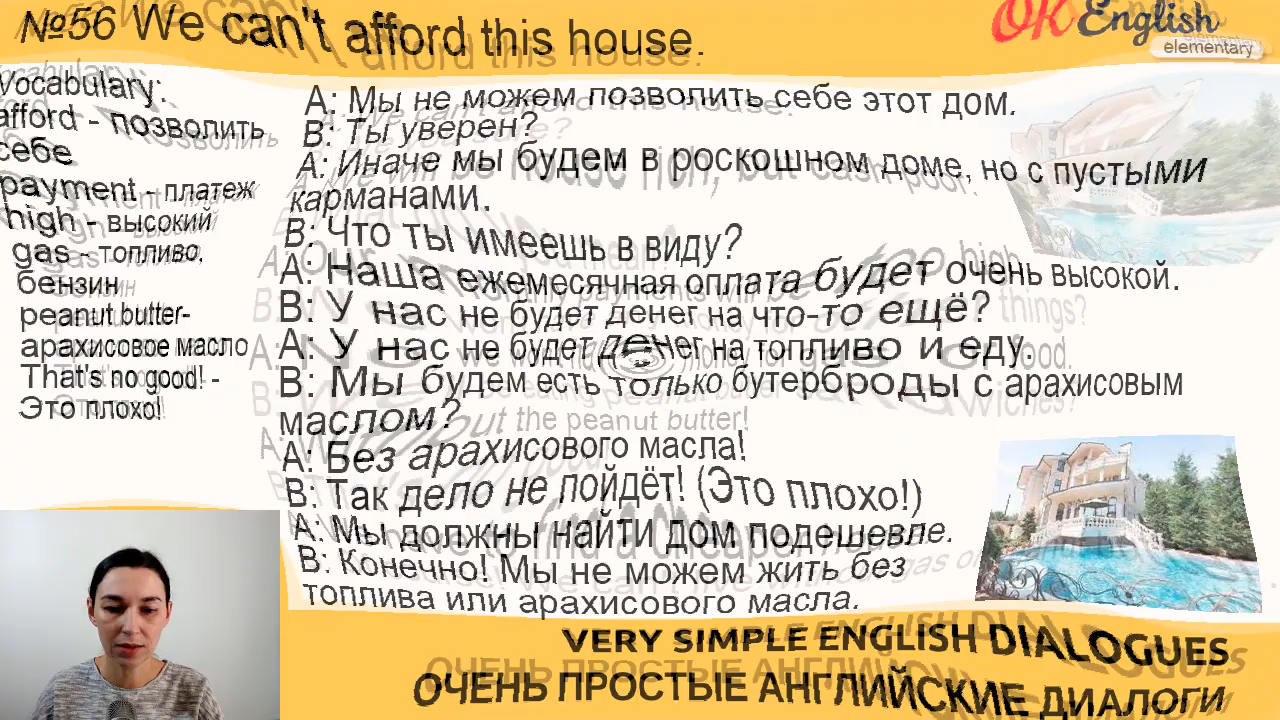 №56 We can't afford this house.
OK English
elementary
Vocabulary:
afford - позволить
себе
payment - платеж
high - высокий
gas - топливо,
бензин
peanut butter-
арахисовое масло
That's no good! -
Это плохо!
A: Мы не можем позволить себе этот дом.
B: Ты уверен?
A: Иначе мы будем в роскошном доме, но с пустыми
карманами.
B: Что ты имеешь в виду?
A: Наша ежемесячная оплата будет очень высокой.
B: У нас не будет денег на что-то ещё?
A: У нас не будет денег на топливо и еду.
B: Мы будем есть только бутерброды с арахисовым
маслом?
A: Без арахисового масла!
B: Так дело не пойдёт! (Это плохо!)
A: Мы должны найти дом подешевле.
B: Конечно! Мы не можем жить без
топлива или арахисового масла.
VERY SIMPLE ENGLISH DIALOGUES
ОЧЕНЬ ПРОСТЫЕ АНГЛИЙСКИЕ ДИАЛОГИ